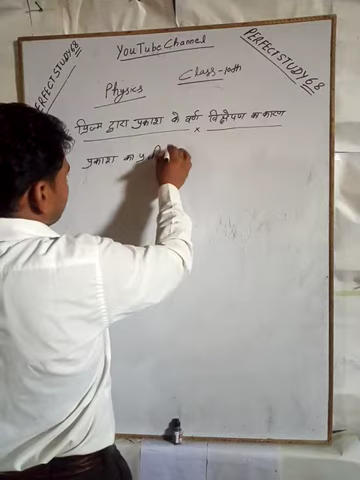 YouTube Channel
PERFECT STUDY 68
PERFECT STUDY 68
Physics
Class-10th
प्रिज्म द्वारा प्रकाश के वर्ण विक्षेपण का कारण
x
प्रकाश का